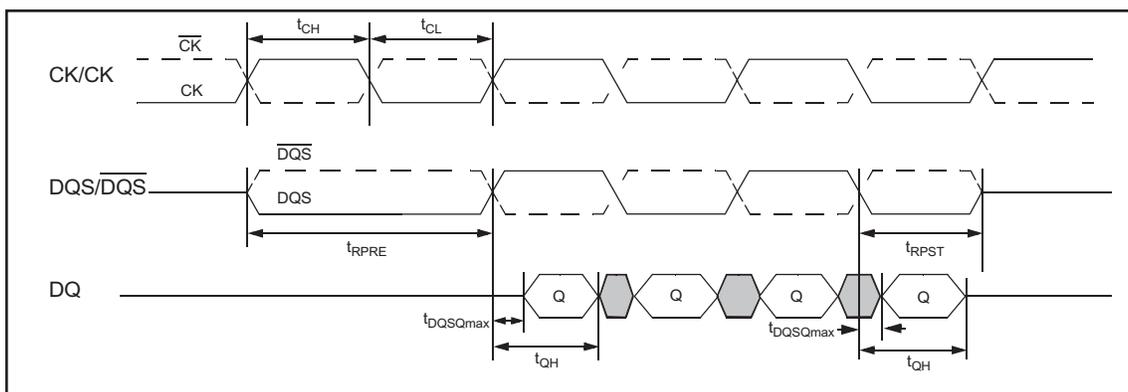 tCH
tCL
CK
CK/CK
CK
DQS
DQS/DQS
DQS
tRPRE
tRPST
DQ
Q
Q
Q
Q
tDQSQmax
tDQSQmax
tQH
tQH